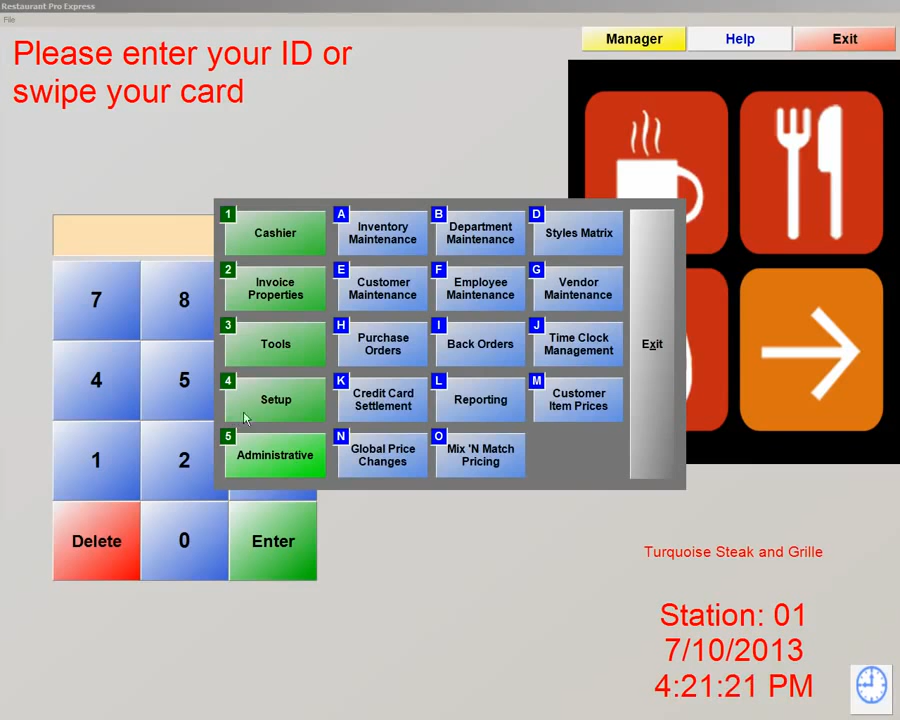 Restaurant Pro Express
File
Please enter your ID or
swipe your card
Manager
Help
Exit
1
Cashier
A
Inventory
Maintenance
B
Department
Maintenance
D
Styles Matrix
2
Invoice
Properties
E
Customer
Maintenance
F
Employee
Maintenance
G
Vendor
Maintenance
3
Tools
H
Purchase
Orders
I
Back Orders
J
Time Clock
Management
Exit
4
Setup
K
Credit Card
Settlement
L
Reporting
M
Customer
Item Prices
5
Administrative
N
Global Price
Changes
O
Mix 'N Match
Pricing
7
8
4
5
1
2
Delete
0
Enter
Turquoise Steak and Grille
Station: 01
7/10/2013
4:21:21 PM